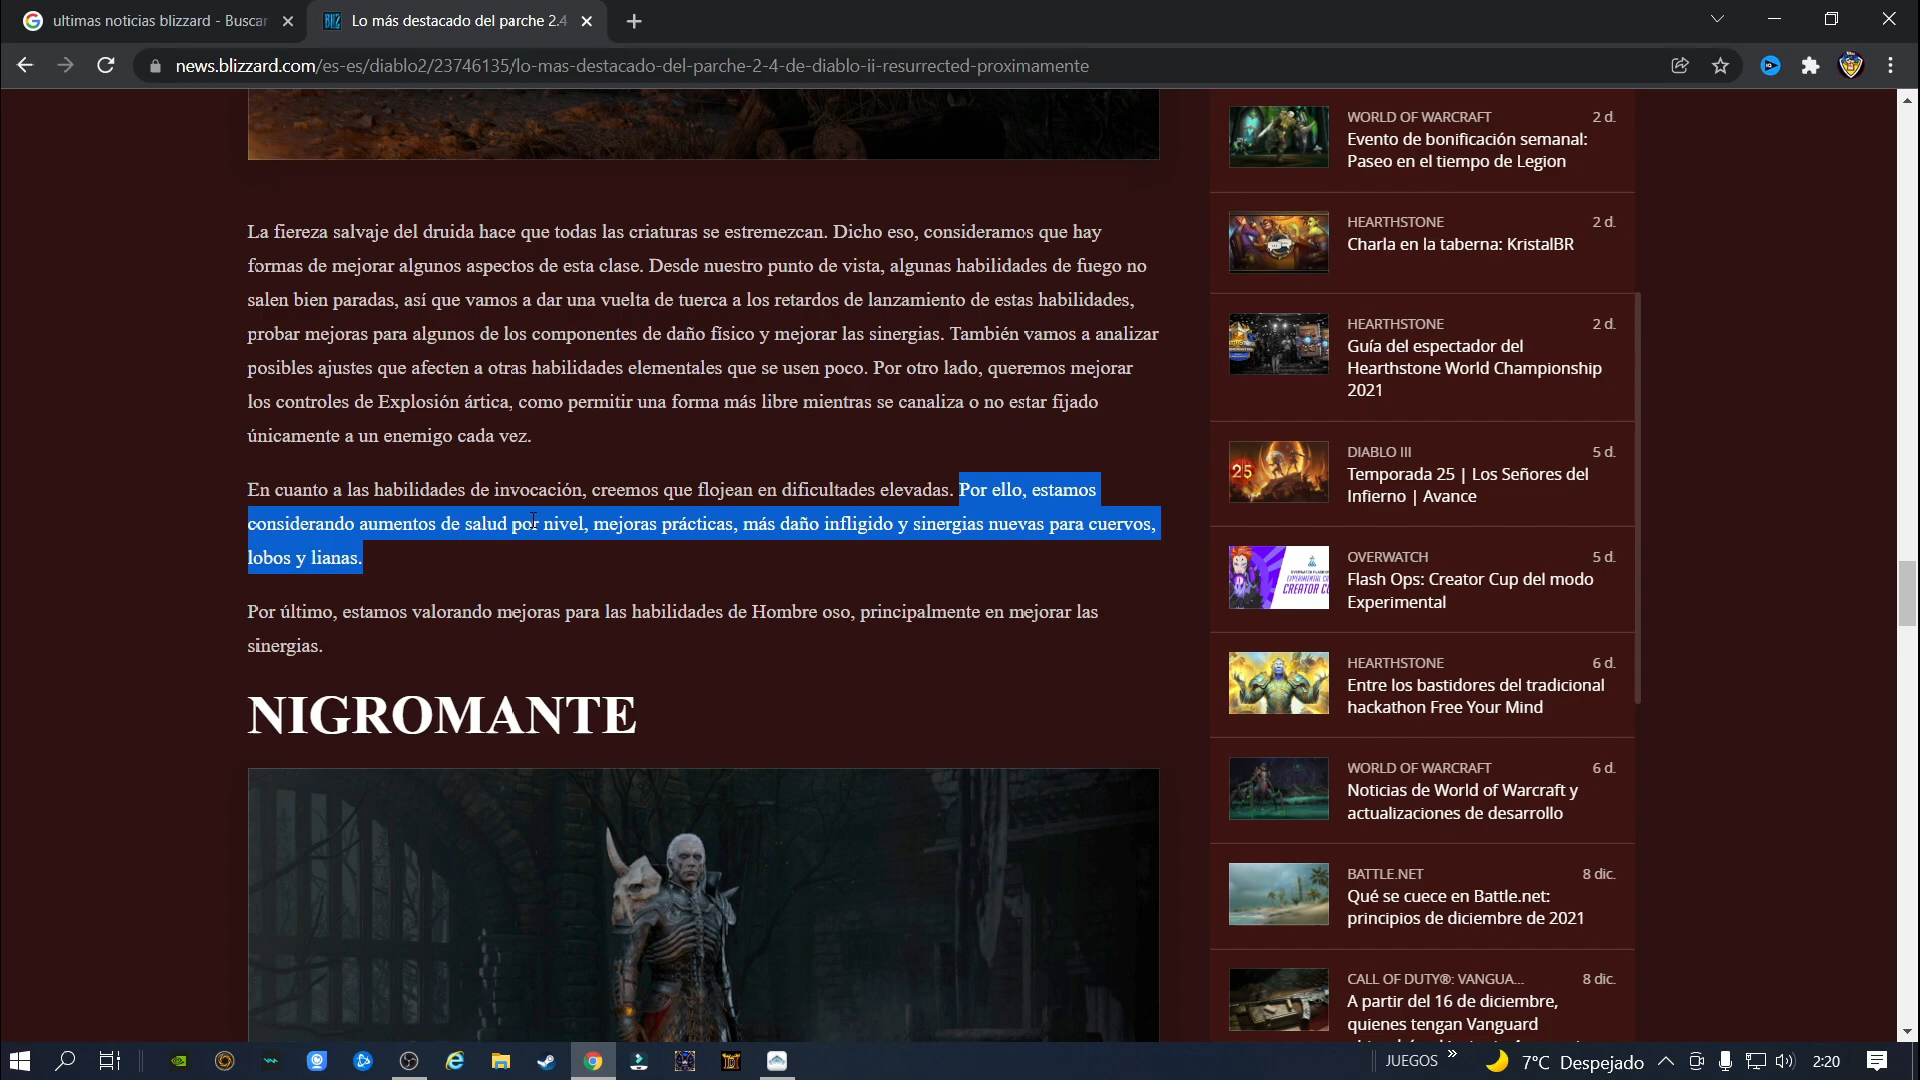 ultimas noticias blizzard - Buscar
Lo más destacado del parche 2.4
news.blizzard.com/es-es/diablo2/23746135/lo-mas-destacado-del-parche-2-4-de-diablo-ii-resurrected-proximamente
La fiereza salvaje del druida hace que todas las criaturas se estremezcan. Dicho eso, consideramos que hay
formas de mejorar algunos aspectos de esta clase. Desde nuestro punto de vista, algunas habilidades de fuego no
salen bien paradas, así que vamos a dar una vuelta de tuerca a los retardos de lanzamiento de estas habilidades,
probar mejoras para algunos de los componentes de daño físico y mejorar las sinergias. También vamos a analizar
posibles ajustes que afecten a otras habilidades elementales que se usen poco. Por otro lado, queremos mejorar
los controles de Explosión ártica, como permitir una forma más libre mientras se canaliza o no estar fijado
únicamente a un enemigo cada vez.
En cuanto a las habilidades de invocación, creemos que flojean en dificultades elevadas. Por ello, estamos
considerando aumentos de salud por nivel, mejoras prácticas, más daño infligido y sinergias nuevas para cuervos,
lobos y lianas.
Por último, estamos valorando mejoras para las habilidades de Hombre oso, principalmente en mejorar las
sinergias.
NIGROMANTE
WORLD OF WARCRAFT 2 d.
Evento de bonificación semanal:
Paseo en el tiempo de Legion
HEARTHSTONE 2 d.
Charla en la taberna: KristalBR
HEARTHSTONE 2 d.
Guía del espectador del
Hearthstone World Championship
2021
25
DIABLO III 5 d.
Temporada 25 | Los Señores del
Infierno | Avance
OVERWATCH 5 d.
Flash Ops: Creator Cup del modo
Experimental
HEARTHSTONE 6 d.
Entre los bastidores del tradicional
hackathon Free Your Mind
WORLD OF WARCRAFT 6 d.
Noticias de World of Warcraft y
actualizaciones de desarrollo
BATTLE.NET 8 dic.
Qué se cuece en Battle.net:
principios de diciembre de 2021
CALL OF DUTY®: VANGUA... 8 dic.
A partir del 16 de diciembre,
quienes tengan Vanguard
JUEGOS »
7°C Despejado
2:20